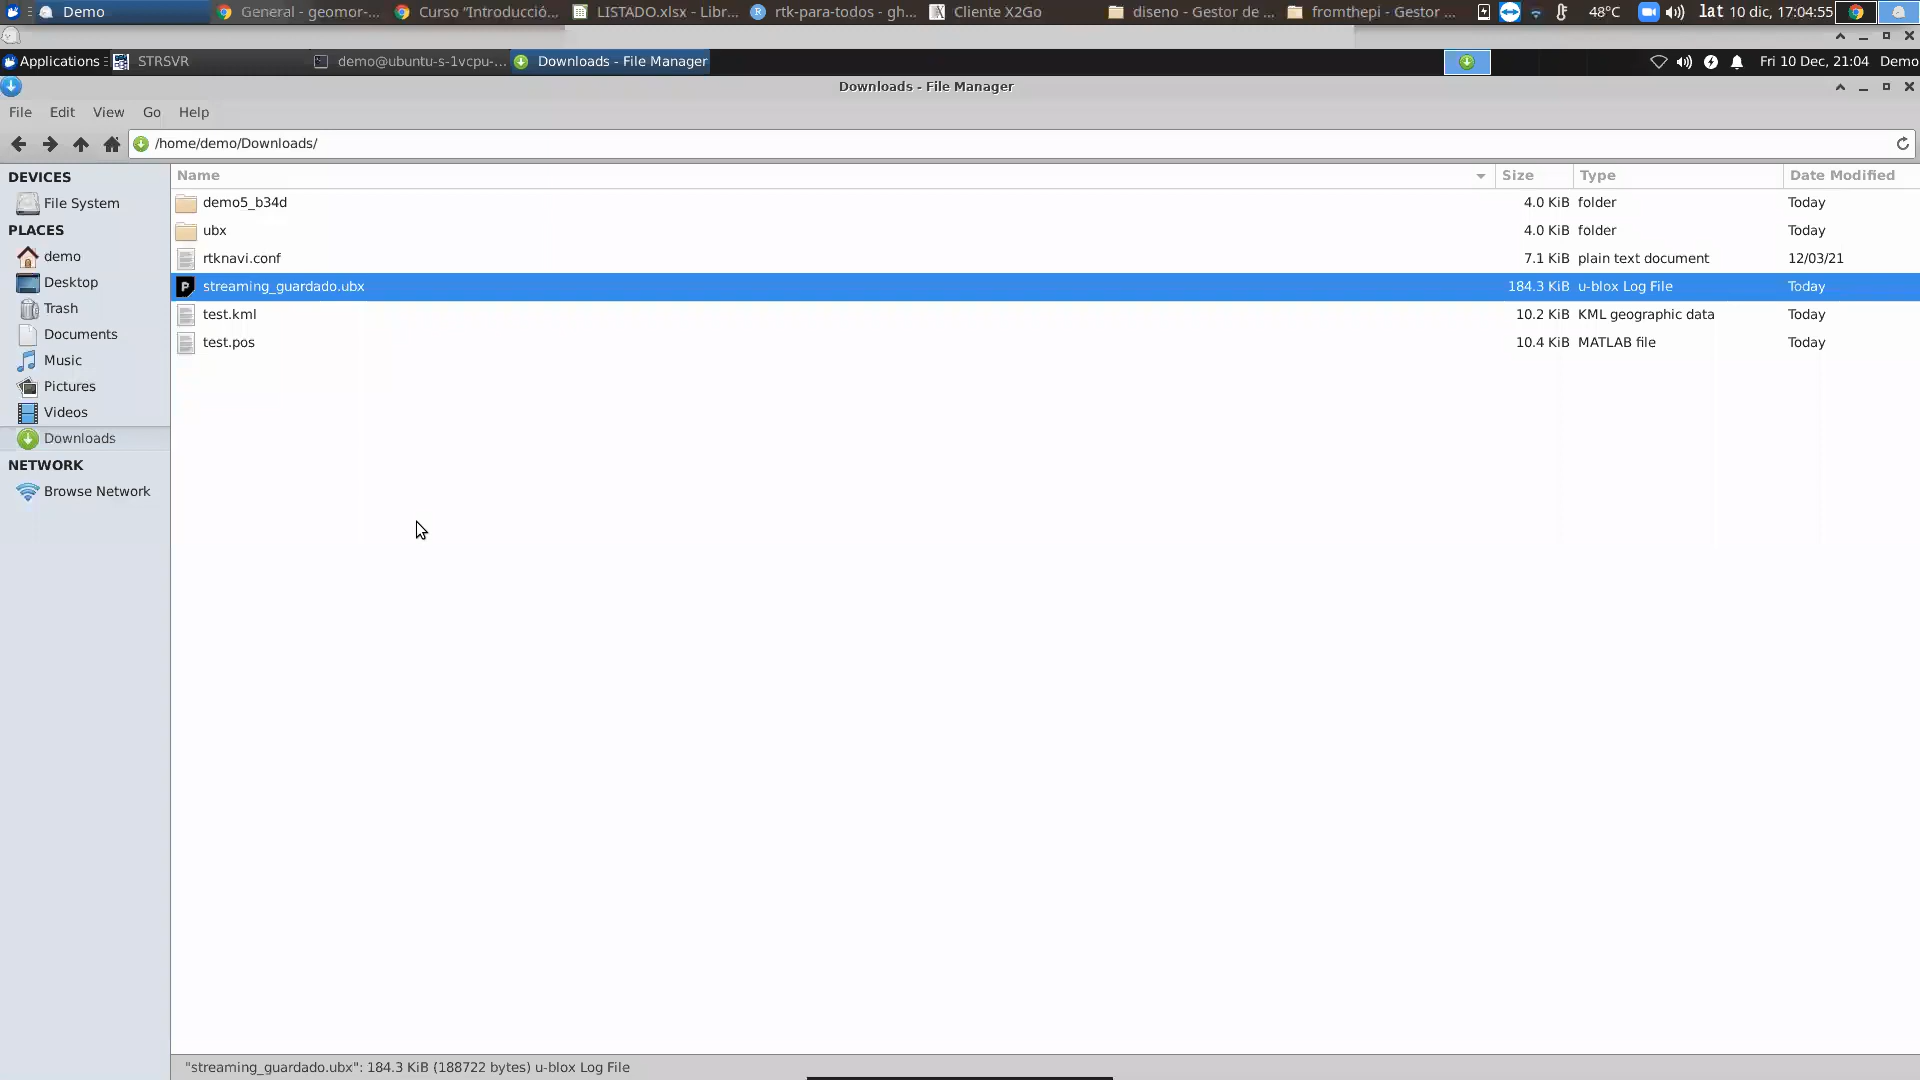 Demo General - geomor-... Curso "Introducció... LISTADO.xlsx - Libr... rtk-para-todos - gh... Cliente X2Go diseno - Gestor de ... fromthepi - Gestor ... 48°C lat 10 dic, 17:04:55
Applications STRSVR demo@ubuntu-s-1vcpu-... Downloads - File Manager Fri 10 Dec, 21:04 Demo
Downloads - File Manager
File Edit View Go Help
/home/demo/Downloads/
DEVICES
File System
PLACES
demo
Desktop
Trash
Documents
Music
Pictures
Videos
Downloads
NETWORK
Browse Network
Name Size Type Date Modified
demo5_b34d 4.0 KiB folder Today
ubx 4.0 KiB folder Today
rtknavi.conf 7.1 KiB plain text document 12/03/21
streaming_guardado.ubx 184.3 KiB u-blox Log File Today
test.kml 10.2 KiB KML geographic data Today
test.pos 10.4 KiB MATLAB file Today
"streaming_guardado.ubx": 184.3 KiB (188722 bytes) u-blox Log File